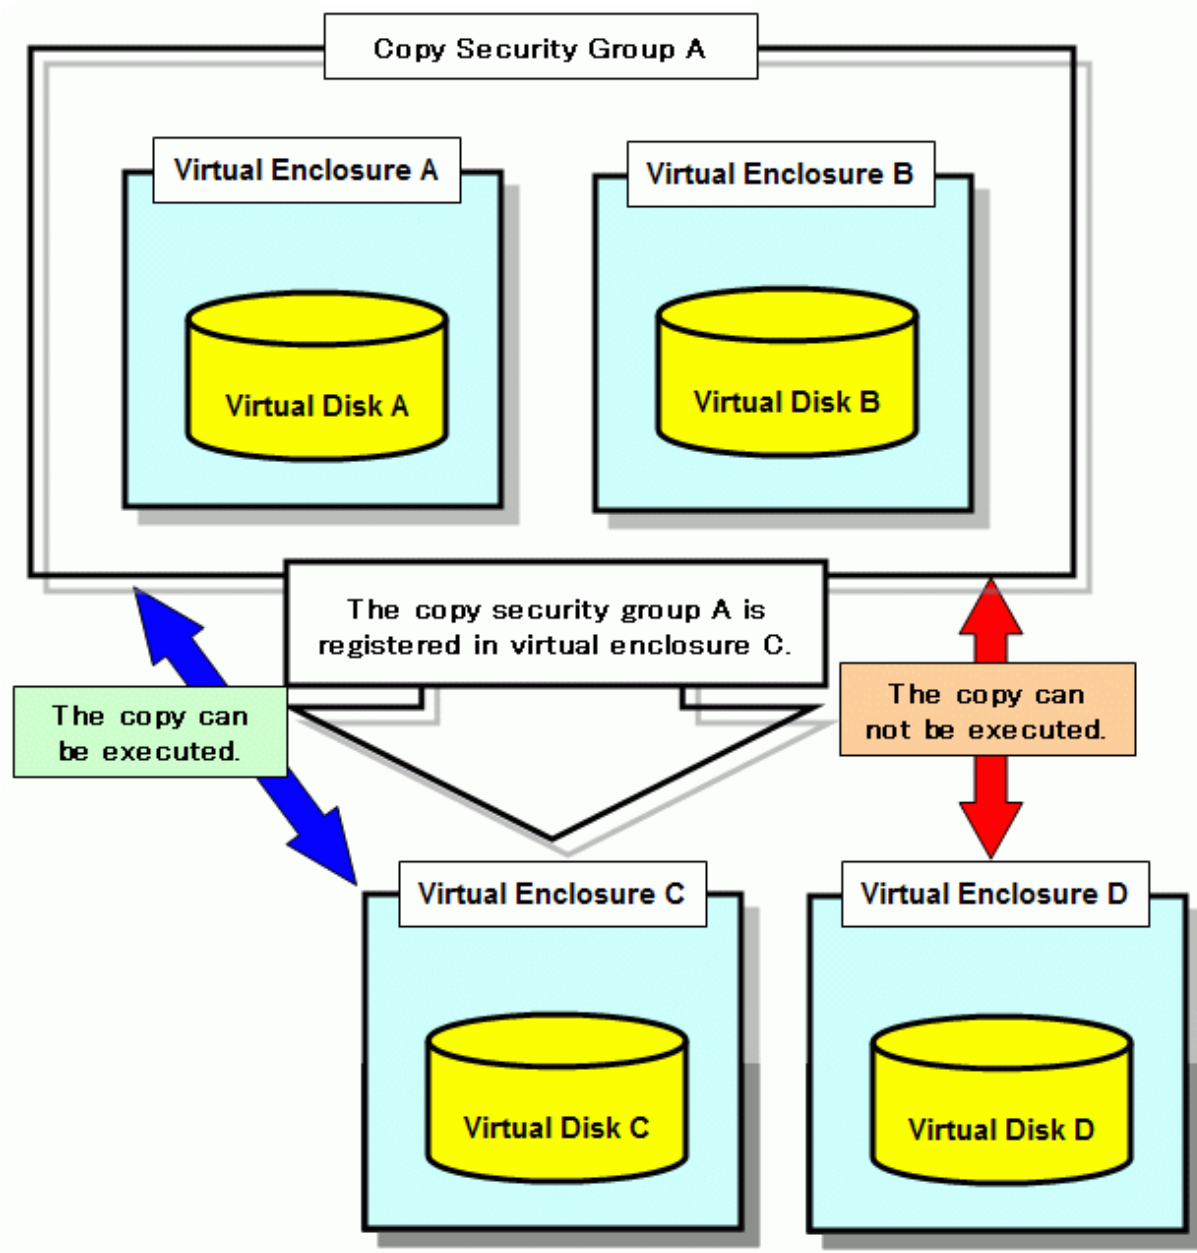 Copy Security Group A
Virtual Enclosure A
Virtual Enclosure B
Virtual Disk A
Virtual Disk B
The copy security group A is
registered in virtual enclosure C.
The copy can
be executed.
The copy can
not be executed.
Virtual Enclosure C
Virtual Enclosure D
Virtual Disk C
Virtual Disk D